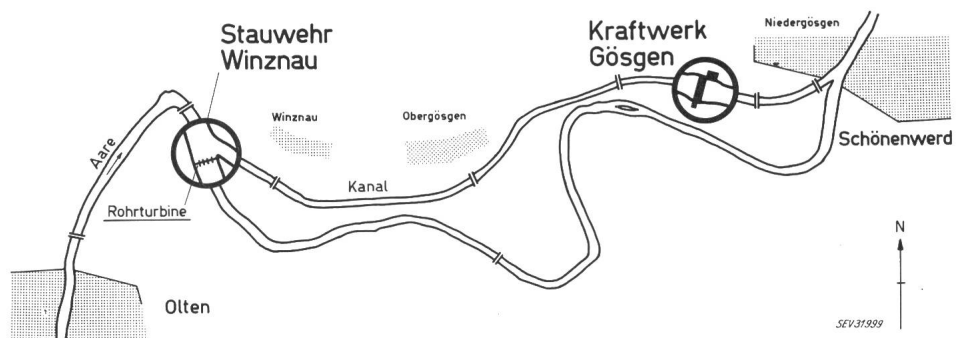 Stauwehr
Winznau
Kraftwerk
Gösgen
Niedergösgen
Winznau
Obergösgen
Schönenwerd
Aare
Kanal
Rohrturbine
N
Olten
SEV31999